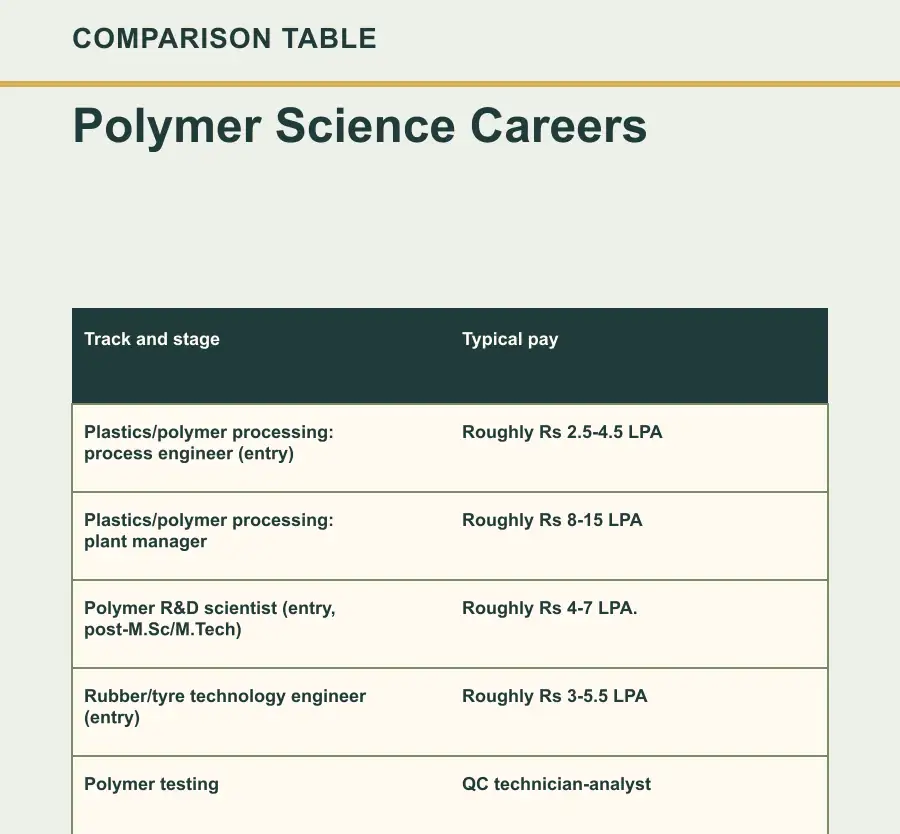 COMPARISON TABLE
Polymer Science Careers
Track and stage
Typical pay
Plastics/polymer processing:
process engineer (entry)
Roughly Rs 2.5-4.5 LPA
Plastics/polymer processing:
plant manager
Roughly Rs 8-15 LPA
Polymer R&D scientist (entry,
post-M.Sc/M.Tech)
Roughly Rs 4-7 LPA.
Rubber/tyre technology engineer
(entry)
Roughly Rs 3-5.5 LPA
Polymer testing
QC technician-analyst